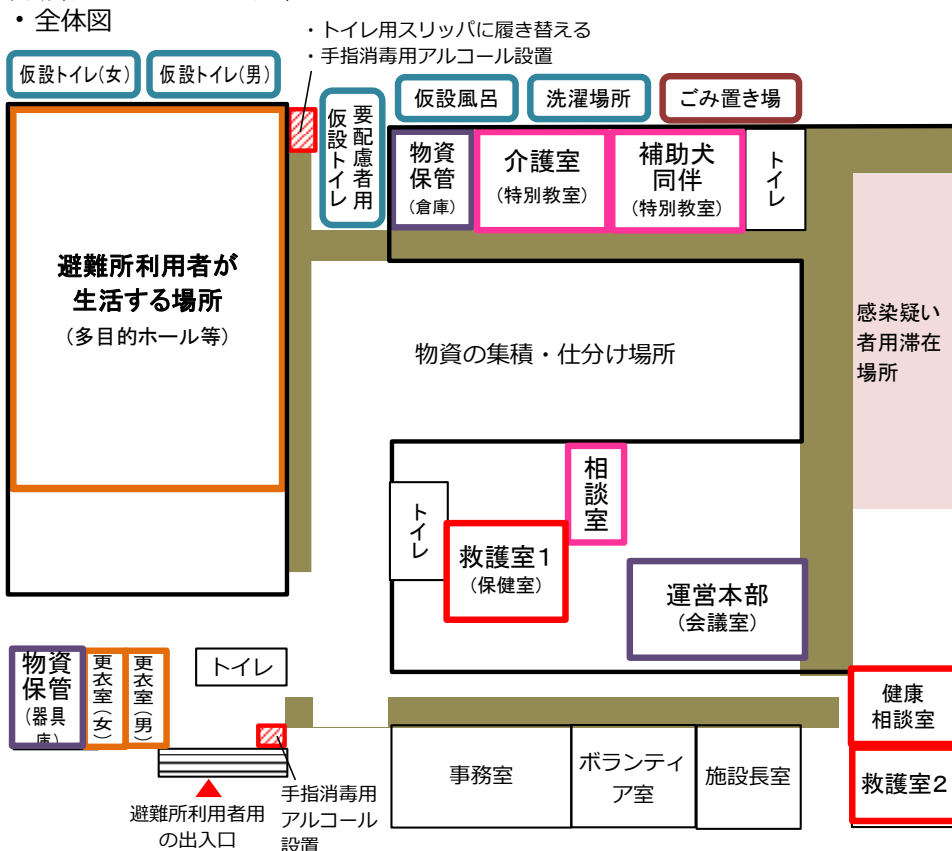 ・全体図
・トイレ用スリッパに履き替える
・手指消毒用アルコール設置
仮設トイレ(女)
仮設トイレ(男)
要配慮者用
仮設トイレ
仮設風呂
洗濯場所
ごみ置き場
物資
保管
(倉庫)
介護室
(特別教室)
補助犬
同伴
(特別教室)
トイレ
避難所利用者が
生活する場所
(多目的ホール等)
物資の集積・仕分け場所
感染疑い
者用滞在
場所
相談室
トイレ
救護室1
(保健室)
運営本部
(会議室)
物資
保管
(器具
庫)
更衣室(女)
更衣室(男)
トイレ
健康
相談室
事務室
ボランティ
ア室
施設長室
救護室2
避難所利用者用
の出入口
手指消毒用
アルコール
設置